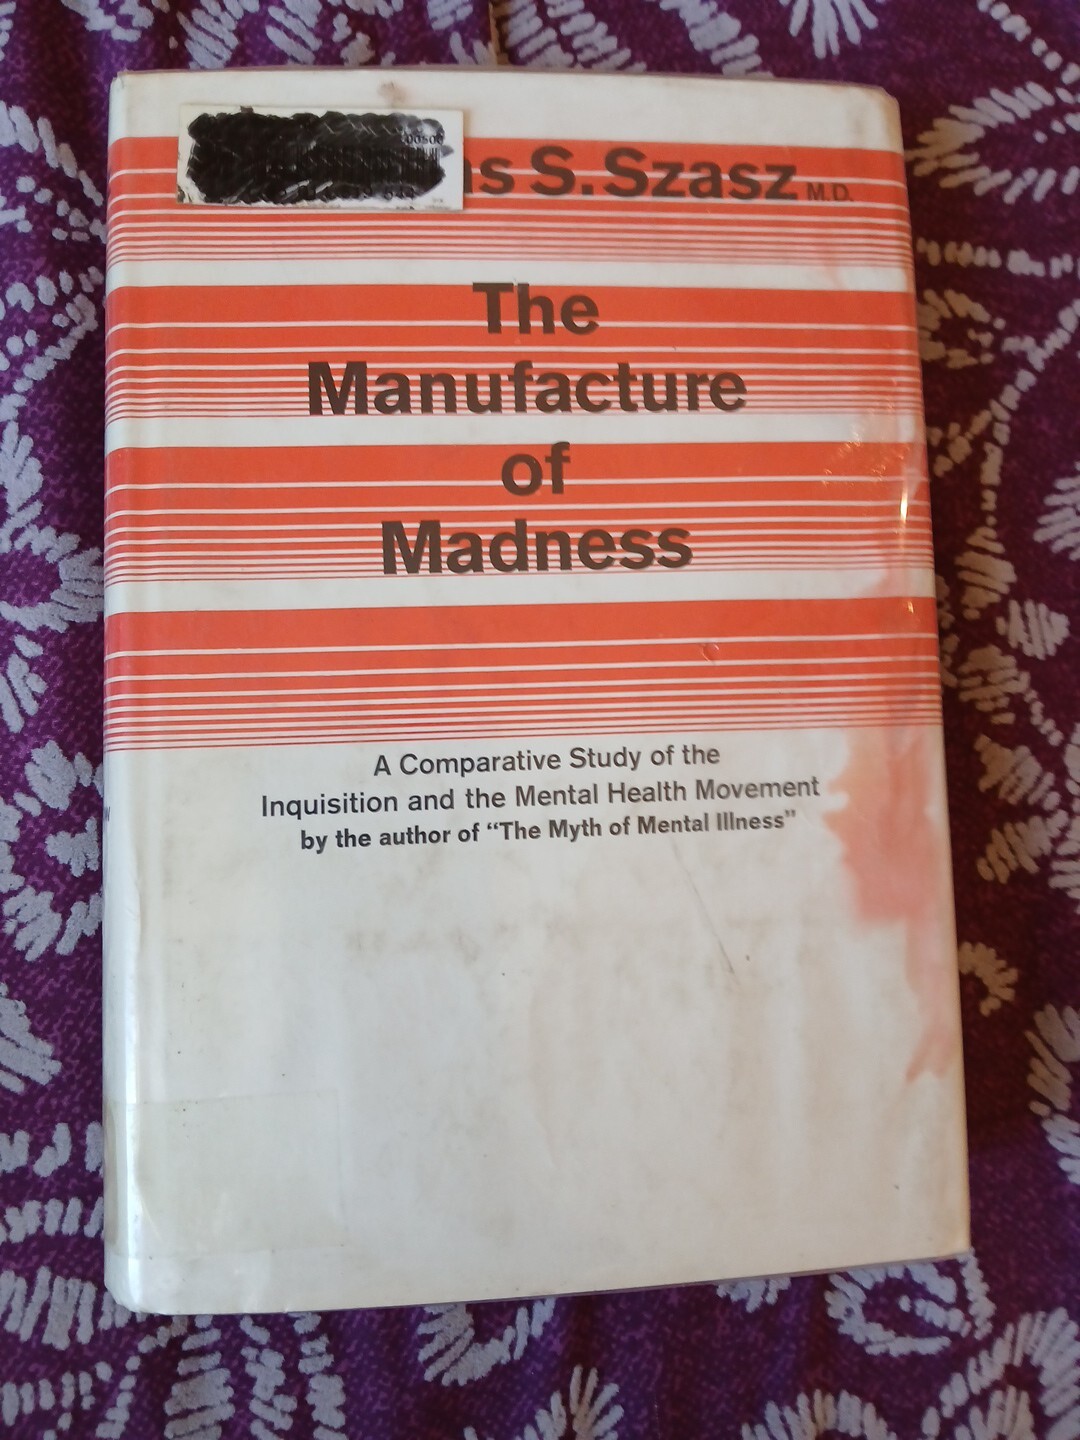 as S. Szasz M.D.
The
Manufacture
of
Madness
A Comparative Study of the
Inquisition and the Mental Health Movement
by the author of “The Myth of Mental Illness”